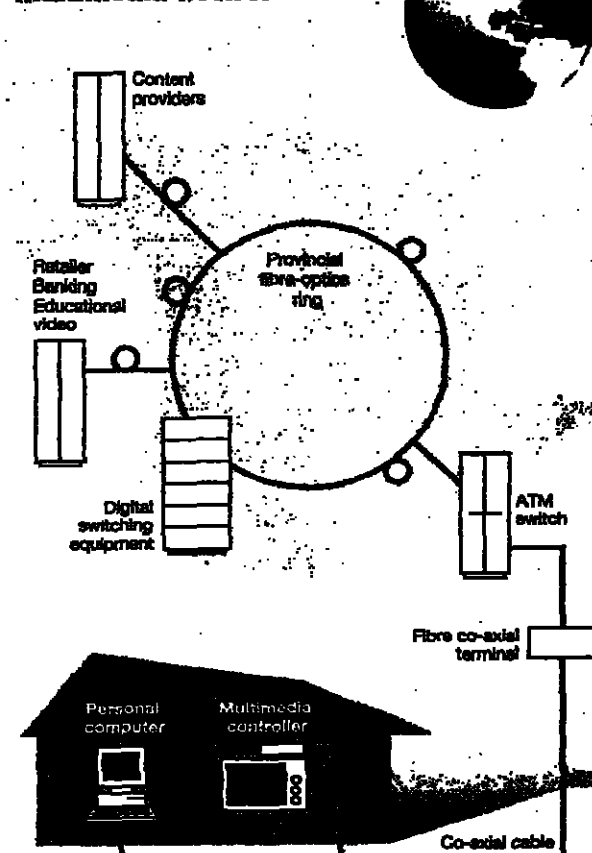 Content
providers
Provincial
fibre-optics
ring
Retailer
Banking
Educational
video
Digital
switching
equipment
ATM
switch
Fibre co-axial
terminal
Personal
computer
Multimedia
controller
Co-axial cable